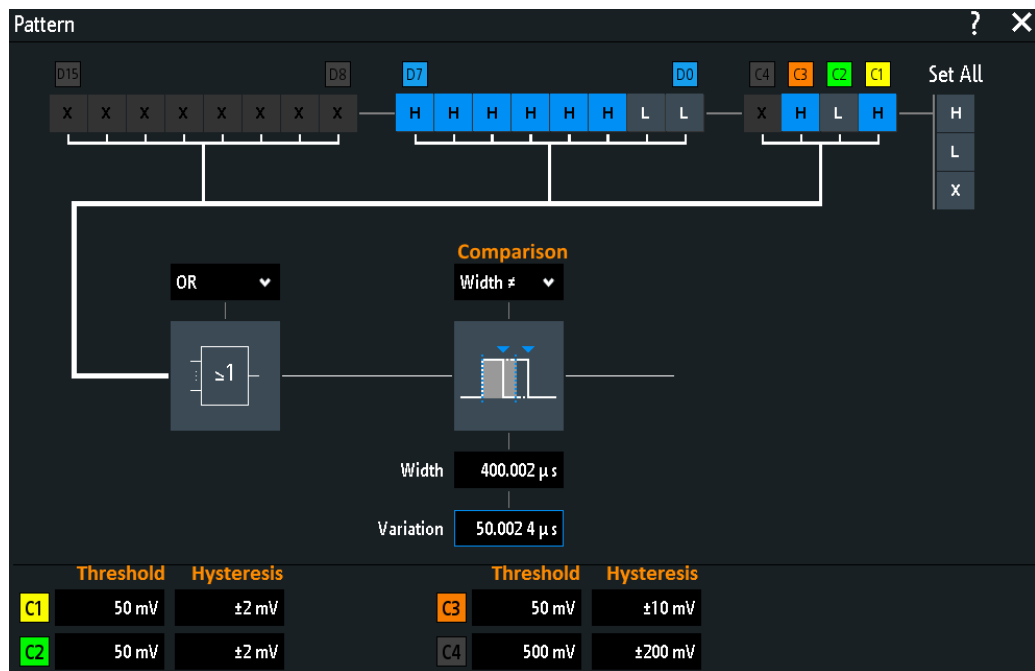 Pattern ? X
D15 D8 D7 D0 C4 C3 C2 C1 Set All
X X X X X X X X H H H H H H L L X H L H H
L
X
Comparison
OR Width ≠
≥1
Width 400.002 µs
Variation 50.002 4 µs
Threshold Hysteresis Threshold Hysteresis
C1 50 mV ±2 mV C3 50 mV ±10 mV
C2 50 mV ±2 mV C4 500 mV ±200 mV